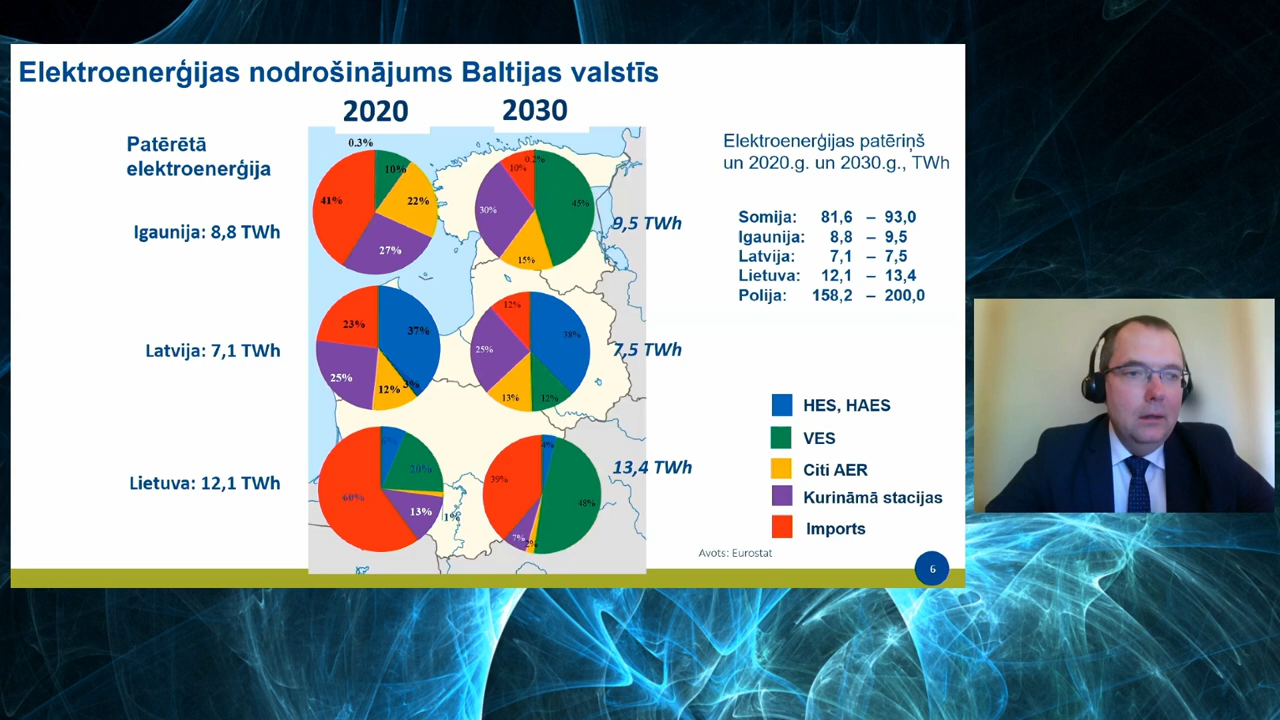 Elektroenerģijas nodrošinājums Baltijas valstīs
2020
2030
Patērētā
elektroenerģija
Elektroenerģijas patēriņš
un 2020.g. un 2030.g., TWh
0.3%
10%
22%
27%
41%
0.2%
45%
15%
30%
10%
Igaunija: 8,8 TWh
9,5 TWh
Somija: 81,6 – 93,0
Igaunija: 8,8 – 9,5
Latvija: 7,1 – 7,5
Lietuva: 12,1 – 13,4
Polija: 158,2 – 200,0
37%
3%
12%
25%
23%
38%
12%
13%
25%
12%
Latvija: 7,1 TWh
7,5 TWh
20%
1%
13%
60%
48%
7%
39%
Lietuva: 12,1 TWh
13,4 TWh
HES, HAES
VES
Citi AER
Kurināmā stacijas
Imports
Avots: Eurostat
6